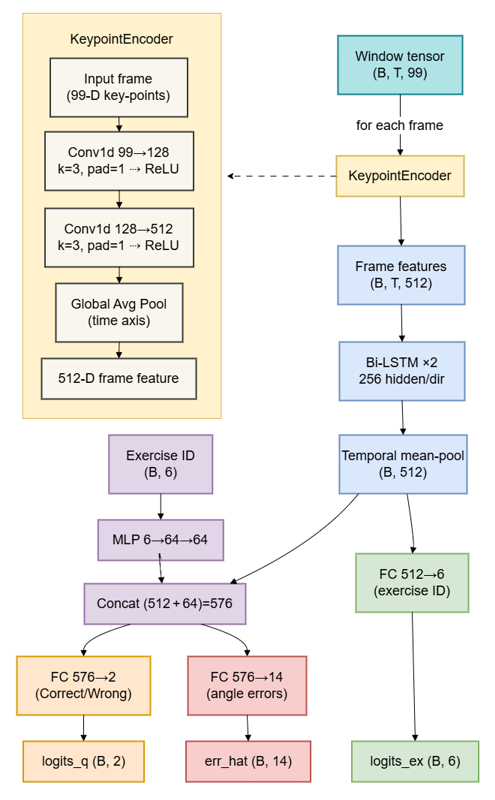 KeypointEncoder
Input frame
(99-D key-points)
Conv1d 99→128
k=3, pad=1 ⇢ ReLU
Conv1d 128→512
k=3, pad=1 ⇢ ReLU
Global Avg Pool
(time axis)
512-D frame feature
Window tensor
(B, T, 99)
for each frame
KeypointEncoder
Frame features
(B, T, 512)
Bi-LSTM ×2
256 hidden/dir
Temporal mean-pool
(B, 512)
Exercise ID
(B, 6)
MLP 6→64→64
Concat (512 + 64)=576
FC 512→6
(exercise ID)
FC 576→2
(Correct/Wrong)
FC 576→14
(angle errors)
logits_q (B, 2)
err_hat (B, 14)
logits_ex (B, 6)